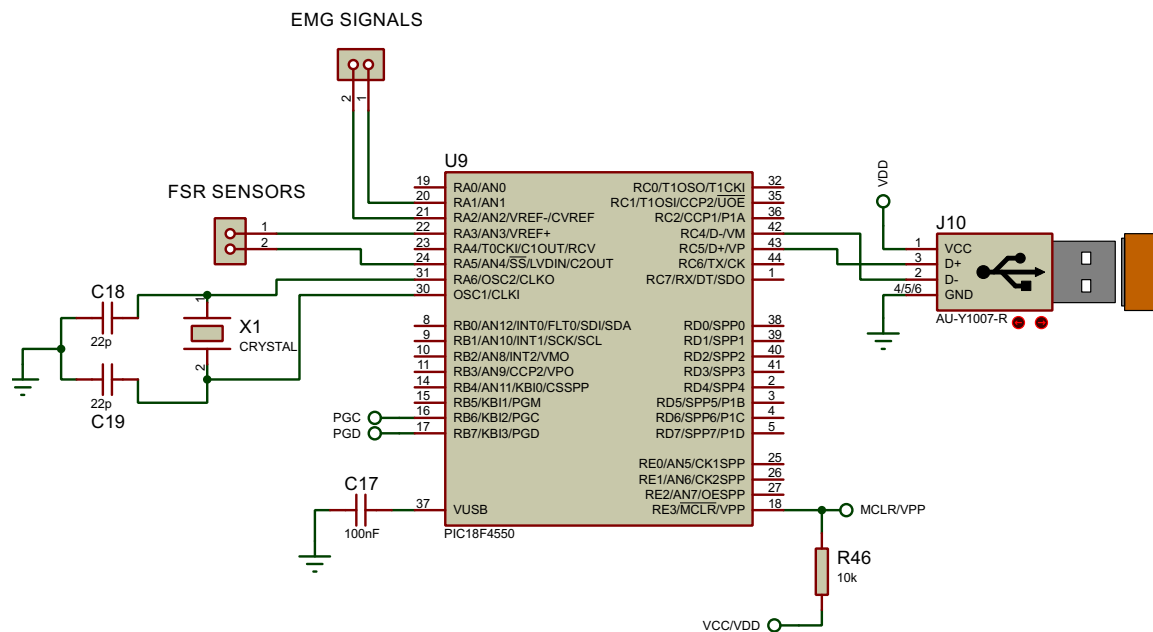 EMG SIGNALS
2
1
FSR SENSORS
1
2
U9
19 RA0/AN0
20 RA1/AN1
21 RA2/AN2/VREF-/CVREF
22 RA3/AN3/VREF+
23 RA4/T0CKI/C1OUT/RCV
24 RA5/AN4/SS/LVDIN/C2OUT
31 RA6/OSC2/CLKO
30 OSC1/CLKI
8 RB0/AN12/INT0/FLT0/SDI/SDA
9 RB1/AN10/INT1/SCK/SCL
10 RB2/AN8/INT2/VMO
11 RB3/AN9/CCP2/VPO
14 RB4/AN11/KBI0/CSSPP
15 RB5/KBI1/PGM
16 RB6/KBI2/PGC
17 RB7/KBI3/PGD
37 VUSB
RC0/T1OSO/T1CKI 32
RC1/T1OSI/CCP2/UOE 35
RC2/CCP1/P1A 36
RC4/D-/VM 42
RC5/D+/VP 43
RC6/TX/CK 44
RC7/RX/DT/SDO 1
RD0/SPP0 38
RD1/SPP1 39
RD2/SPP2 40
RD3/SPP3 41
RD4/SPP4 2
RD5/SPP5/P1B 3
RD6/SPP6/P1C 4
RD7/SPP7/P1D 5
RE0/AN5/CK1SPP 25
RE1/AN6/CK2SPP 26
RE2/AN7/OESPP 27
RE3/MCLR/VPP 18
PIC18F4550
C18
22p
C19
22p
1
X1
CRYSTAL
2
PGC
PGD
C17
100nF
VDD
J10
1 VCC
3 D+
2 D-
4/5/6 GND
AU-Y1007-R
MCLR/VPP
R46
10k
VCC/VDD